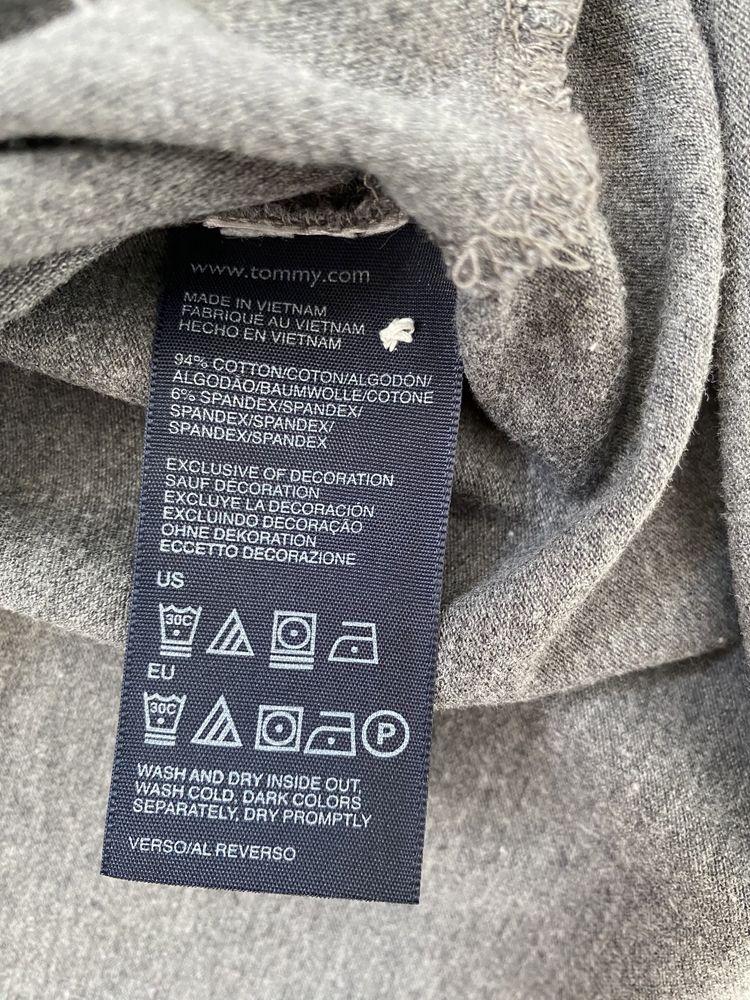 www.tommy.com
MADE IN VIETNAM
FABRIQUÉ AU VIETNAM
HECHO EN VIETNAM
94% COTTON/COTON/ALGODÓN/
ALGODÃO/BAUMWOLLE/COTONE
6% SPANDEX/SPANDEX/
SPANDEX/SPANDEX/
SPANDEX/SPANDEX
EXCLUSIVE OF DECORATION
SAUF DÉCORATION
EXCLUYE LA DECORACIÓN
EXCLUINDO DECORAÇÃO
OHNE DEKORATION
ECCETTO DECORAZIONE
US
30C
EU
30C P
WASH AND DRY INSIDE OUT,
WASH COLD, DARK COLORS
SEPARATELY, DRY PROMPTLY
VERSO/AL REVERSO